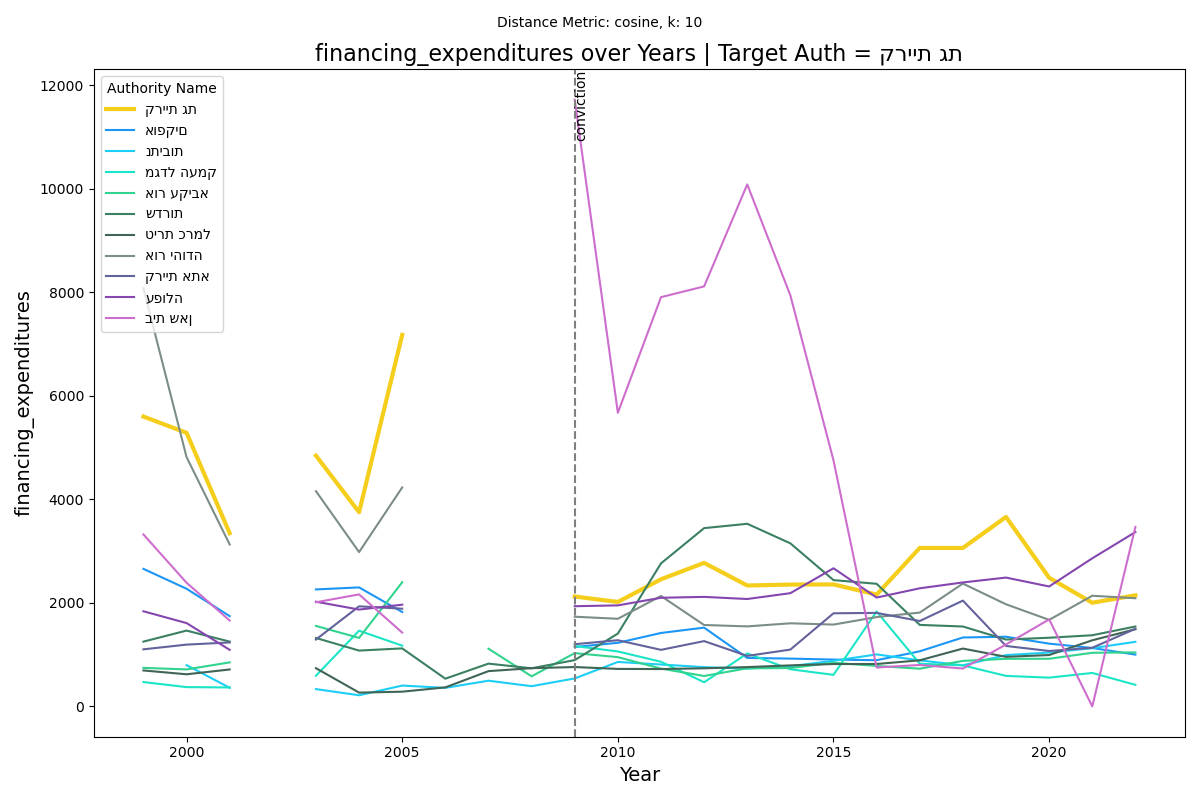 Distance Metric: cosine, k: 10
financing_expenditures over Years | Target Auth = קריית גת
12000
10000
8000
6000
4000
2000
0
financing_expenditures
Authority Name
קריית גת
אופקים
נתיבות
מגדל העמק
אור עקיבא
שדרות
טירת כרמל
אור יהודה
קריית אתא
עפולה
בית שאן
conviction
2000 2005 2010 2015 2020
Year